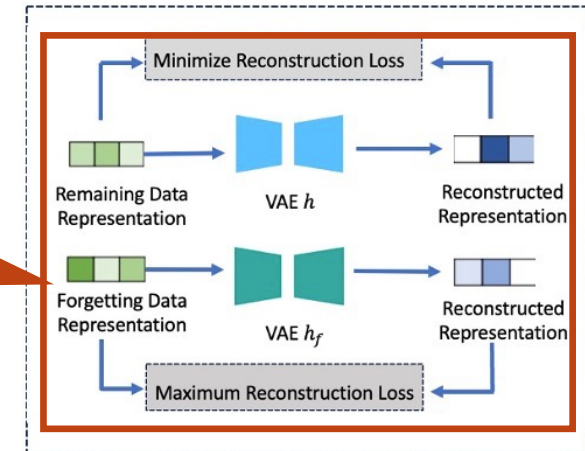 Minimize Reconstruction Loss
Remaining Data
Representation
VAE h
Reconstructed
Representation
Forgetting Data
Representation
VAE h_f
Reconstructed
Representation
Maximum Reconstruction Loss